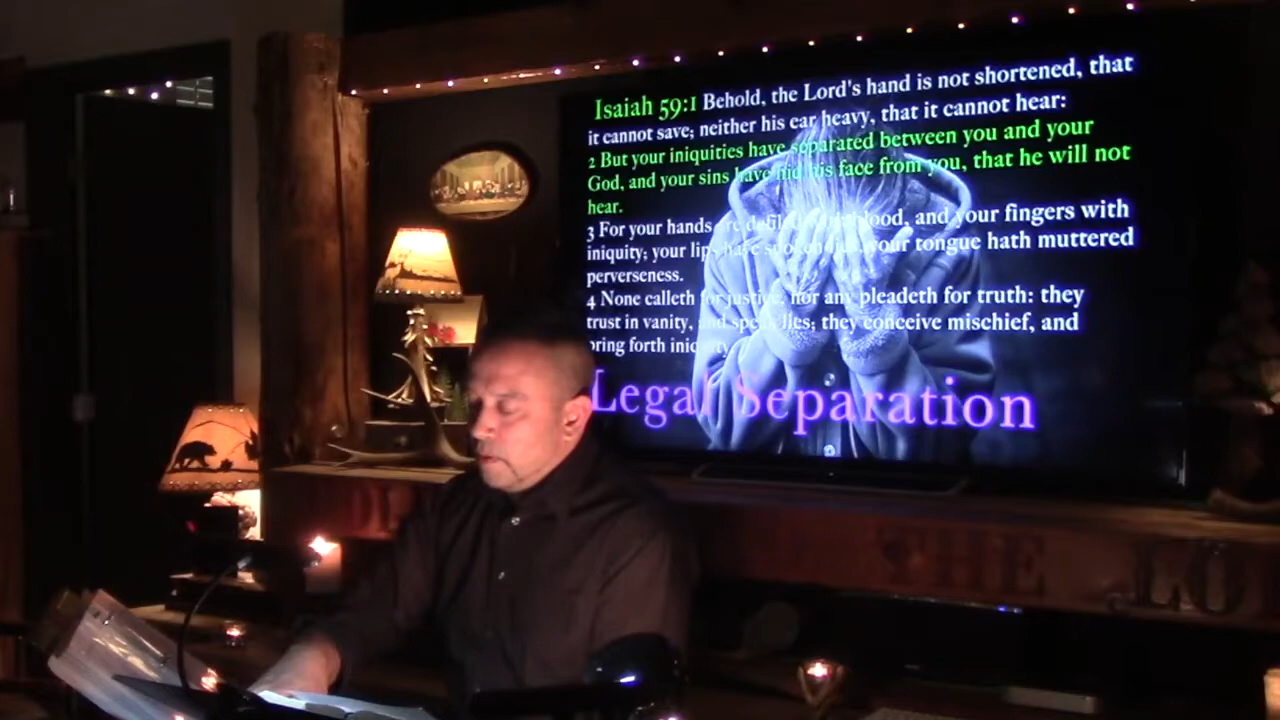 Isaiah 59:1 Behold, the Lord's hand is not shortened, that
it cannot save; neither his ear heavy, that it cannot hear:
2 But your iniquities have separated between you and your
God, and your sins have hid his face from you, that he will not
hear.
3 For your hands are defiled with blood, and your fingers with
iniquity; your lips have spoken lies, your tongue hath muttered
perverseness.
4 None calleth for justice, nor any pleadeth for truth: they
trust in vanity, and speak lies; they conceive mischief, and
bring forth iniquity
Legal Separation
THE LO